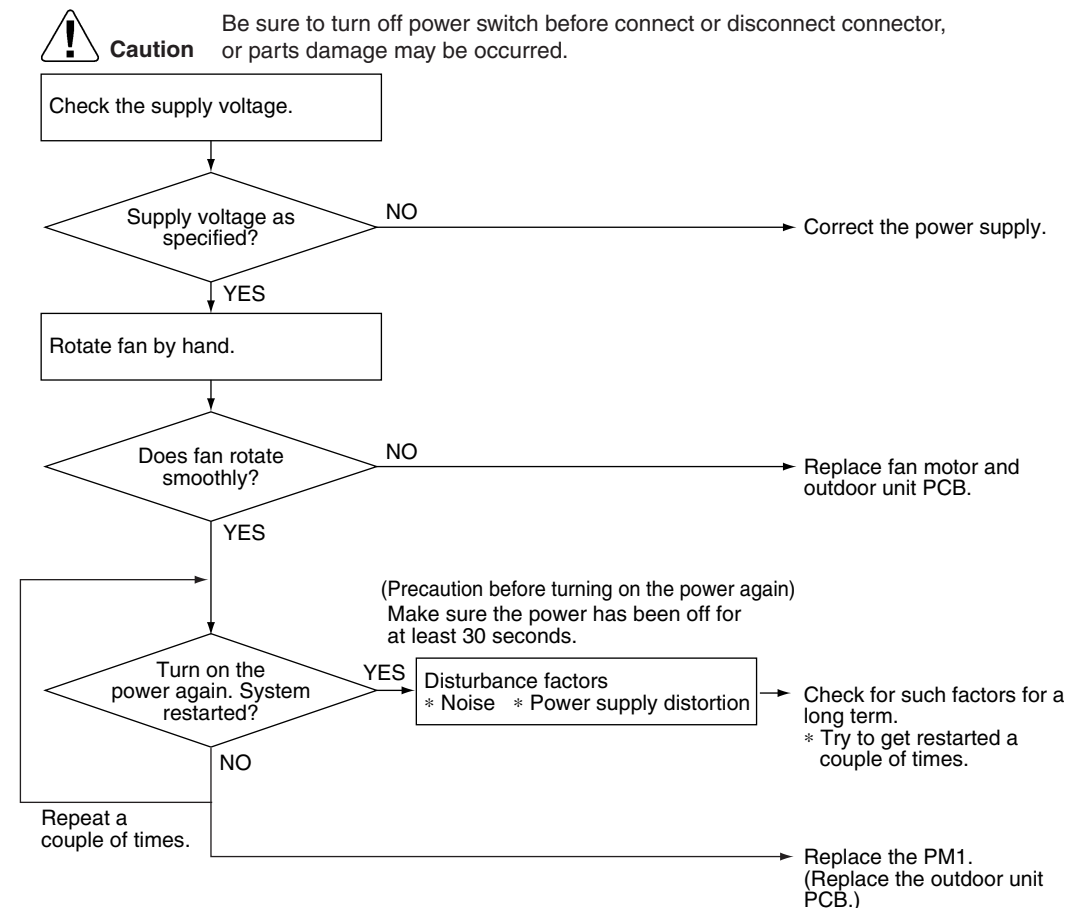 Be sure to turn off power switch before connect or disconnect connector,
Caution or parts damage may be occurred.
Check the supply voltage.
Supply voltage as
specified?
NO
Correct the power supply.
YES
Rotate fan by hand.
Does fan rotate
smoothly?
NO
Replace fan motor and
outdoor unit PCB.
YES
(Precaution before turning on the power again)
Make sure the power has been off for
at least 30 seconds.
Turn on the
power again. System
restarted?
YES
Disturbance factors
* Noise * Power supply distortion
Check for such factors for a
long term.
* Try to get restarted a
couple of times.
NO
Repeat a
couple of times.
Replace the PM1.
(Replace the outdoor unit
PCB.)